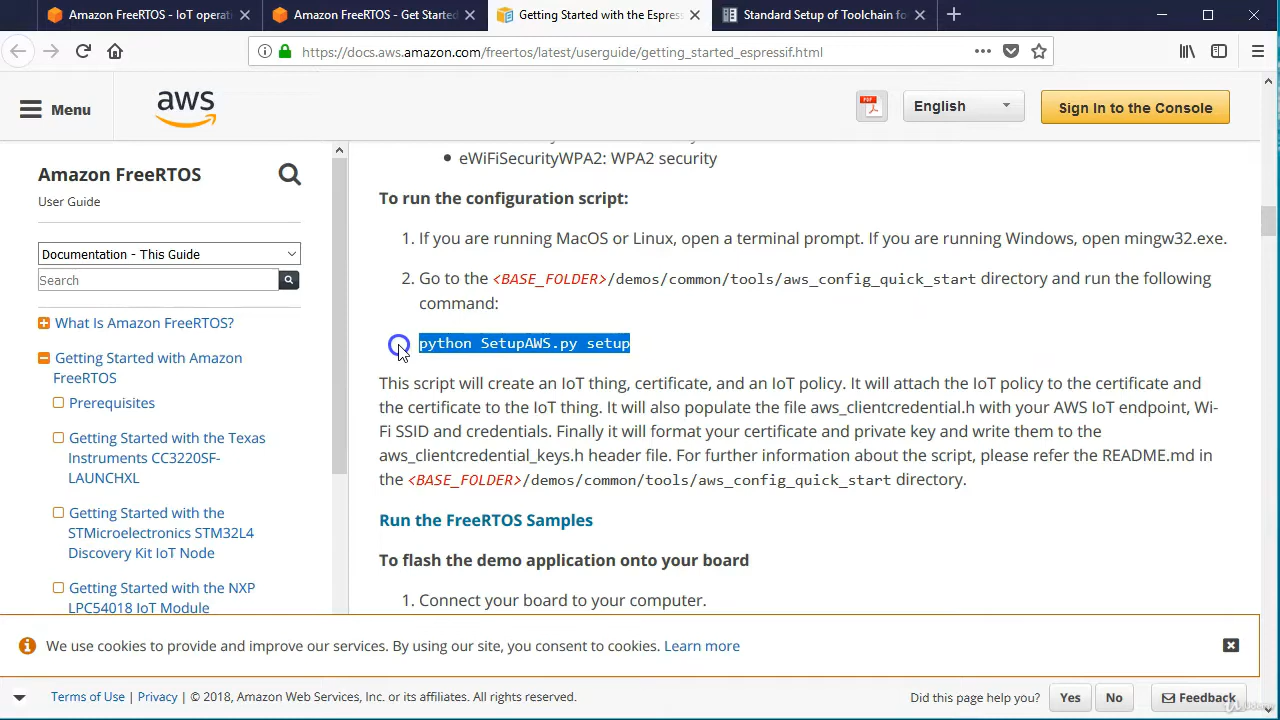 Amazon FreeRTOS - IoT operat
Amazon FreeRTOS - Get Started
Getting Started with the Espres
Standard Setup of Toolchain fo
https://docs.aws.amazon.com/freertos/latest/userguide/getting_started_espressif.html
Menu
aws
PDF
English
Sign In to the Console
Amazon FreeRTOS
User Guide
Documentation - This Guide
Search
What Is Amazon FreeRTOS?
Getting Started with Amazon
FreeRTOS
Prerequisites
Getting Started with the Texas
Instruments CC3220SF-
LAUNCHXL
Getting Started with the
STMicroelectronics STM32L4
Discovery Kit IoT Node
Getting Started with the NXP
LPC54018 IoT Module
• eWiFiSecurityWPA2: WPA2 security
To run the configuration script:
1. If you are running MacOS or Linux, open a terminal prompt. If you are running Windows, open mingw32.exe.
2. Go to the <BASE_FOLDER>/demos/common/tools/aws_config_quick_start directory and run the following
command:
python SetupAWS.py setup
This script will create an IoT thing, certificate, and an IoT policy. It will attach the IoT policy to the certificate and
the certificate to the IoT thing. It will also populate the file aws_clientcredential.h with your AWS IoT endpoint, Wi-
Fi SSID and credentials. Finally it will format your certificate and private key and write them to the
aws_clientcredential_keys.h header file. For further information about the script, please refer the README.md in
the <BASE_FOLDER>/demos/common/tools/aws_config_quick_start directory.
Run the FreeRTOS Samples
To flash the demo application onto your board
1. Connect your board to your computer.
We use cookies to provide and improve our services. By using our site, you consent to cookies. Learn more
Terms of Use | Privacy | © 2018, Amazon Web Services, Inc. or its affiliates. All rights reserved.
Did this page help you?
Yes
No
Feedback
Udemy